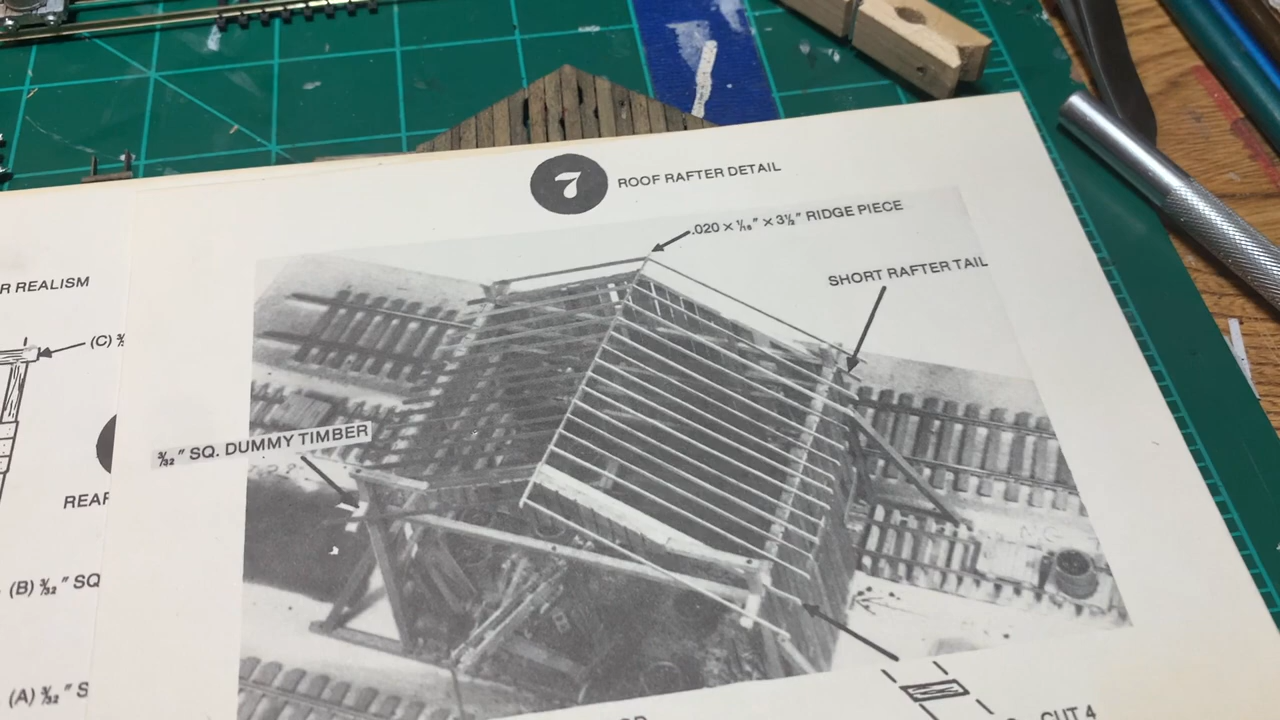 7 ROOF RAFTER DETAIL
.020 x 1/16" X 3½" RIDGE PIECE
SHORT RAFTER TAIL
R REALISM
(C)
3/32" SQ. DUMMY TIMBER
REAR
(B) 3/32" SQ
(A) 3/32" S
CUT 4